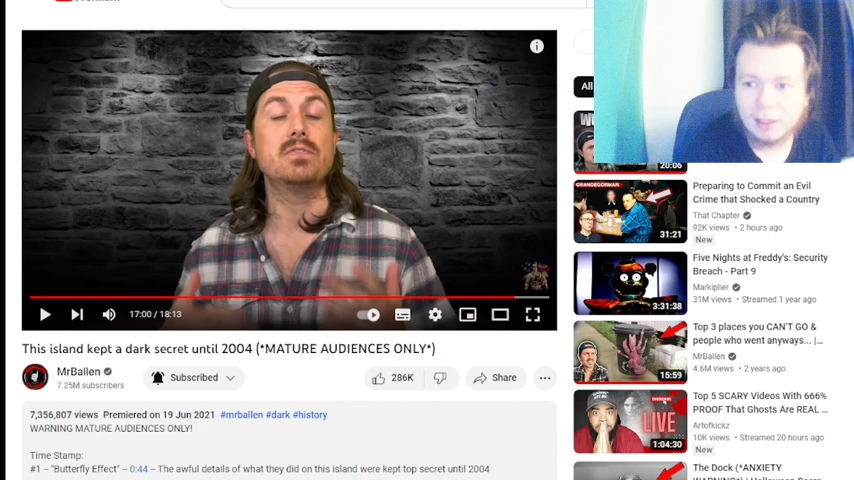 17:00 / 18:13
This island kept a dark secret until 2004 (*MATURE AUDIENCES ONLY*)
MrBallen
7.25M subscribers
Subscribed
286K
Share
7,356,807 views Premiered on 19 Jun 2021 #mrballen #dark #history
WARNING MATURE AUDIENCES ONLY!
Time Stamp:
#1 -- "Butterfly Effect" -- 0:44 -- The awful details of what they did on this island were kept top secret until 2004
All
20:06
GRANGEGORMAN
31:21
Preparing to Commit an Evil
Crime that Shocked a Country
That Chapter
92K views • 2 hours ago
New
3:31:38
Five Nights at Freddy's: Security
Breach - Part 9
Markiplier
31M views • Streamed 1 year ago
15:59
Top 3 places you CAN'T GO &
people who went anyways... |...
MrBallen
4.6M views • 2 years ago
LIVE
1:04:30
Top 5 SCARY Videos With 666%
PROOF That Ghosts Are REAL ...
Artofkickz
10K views • Streamed 20 hours ago
New
The Dock (*ANXIETY